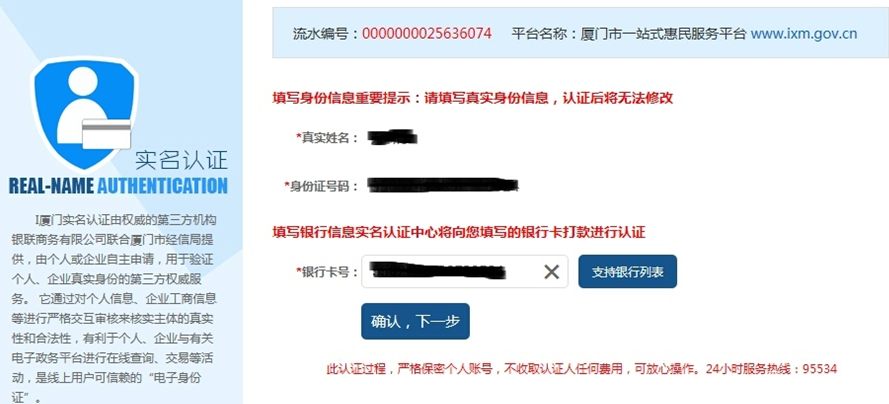 实名认证
REAL-NAME AUTHENTICATION
I厦门实名认证由权威的第三方机构
银联商务有限公司联合厦门市经信局提
供，由个人或企业自主申请，用于验证
个人、企业真实身份的第三方权威服
务。 它通过对个人信息、企业工商信息
等进行严格交互审核来核实主体的真实
性和合法性，有利于个人、企业与有关
电子政务平台进行在线查询、交易等活
动，是线上用户可信赖的“电子身份
证”。
流水编号：0000000025636074 平台名称：厦门市一站式惠民服务平台 www.ixm.gov.cn
填写身份信息重要提示：请填写真实身份信息，认证后将无法修改
*真实姓名：
*身份证号码：
填写银行信息实名认证中心将向您填写的银行卡打款进行认证
*银行卡号： 支持银行列表
确认，下一步
此认证过程，严格保密个人账号，不收取认证人任何费用，可放心操作。24小时服务热线：95534